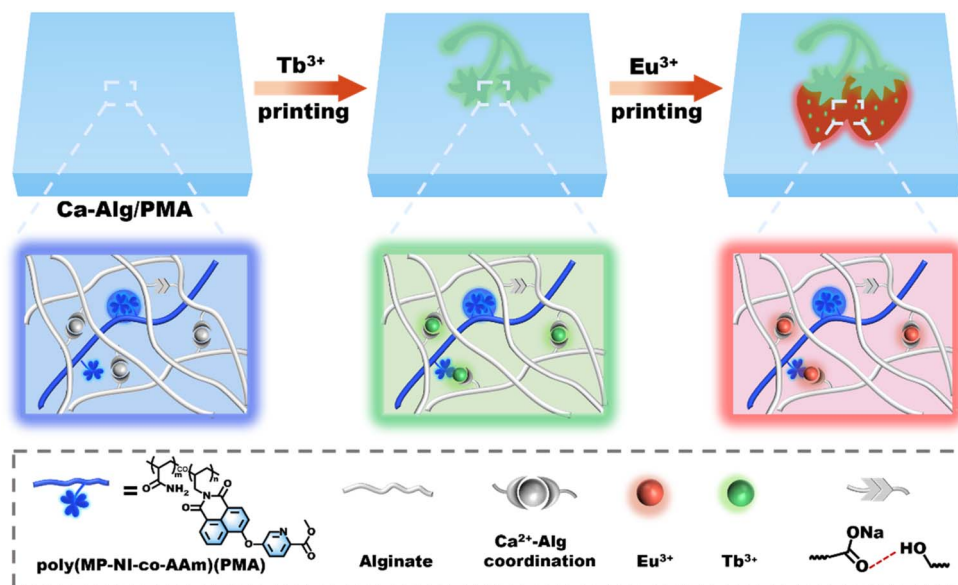 Tb³⁺
printing
Eu³⁺
printing
Ca-Alg/PMA
m
co
n
O
NH₂
O
N
O
O
N
O
O
poly(MP-NI-co-AAm)(PMA)
Alginate
Ca²⁺-Alg
coordination
Eu³⁺
Tb³⁺
ONa
O
HO